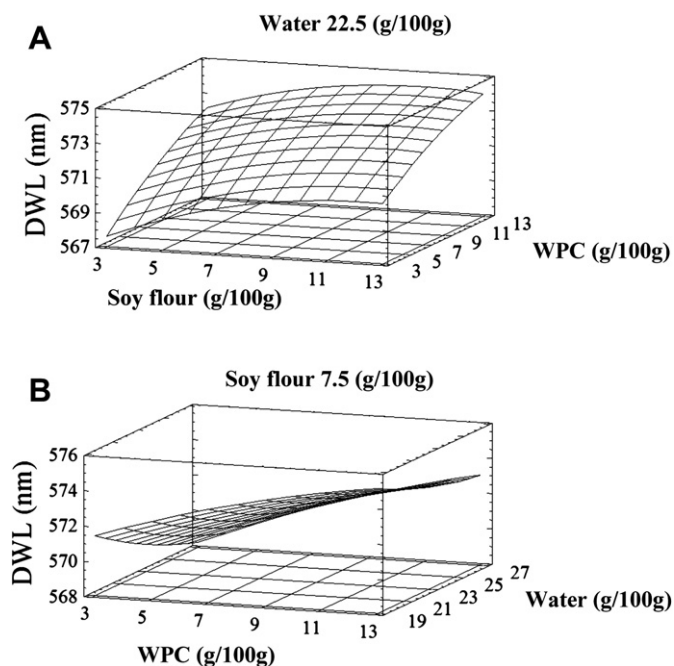 A
Water 22.5 (g/100g)
DWL (nm)
575
573
571
569
567
3 5 7 9 11 13
Soy flour (g/100g)
3 5 7 9 11 13
WPC (g/100g)
B
Soy flour 7.5 (g/100g)
DWL (nm)
576
574
572
570
568
3 5 7 9 11 13
WPC (g/100g)
19 21 23 25 27
Water (g/100g)